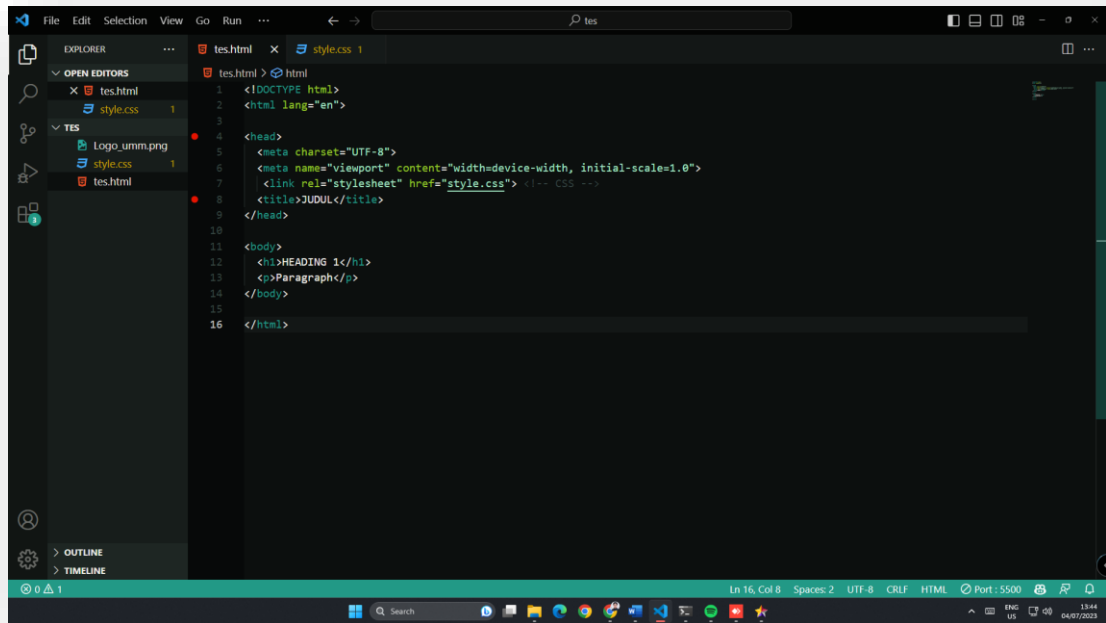 File Edit Selection View Go Run ··· tes
EXPLORER ···
OPEN EDITORS
tes.html
style.css 1
TES
Logo_umm.png
style.css 1
tes.html
OUTLINE
TIMELINE
3
tes.html style.css 1
tes.html > html
1 <!DOCTYPE html>
2 <html lang="en">
3
4 <head>
5 <meta charset="UTF-8">
6 <meta name="viewport" content="width=device-width, initial-scale=1.0">
7 <link rel="stylesheet" href="style.css"> <!-- CSS -->
8 <title>JUDUL</title>
9 </head>
10
11 <body>
12 <h1>HEADING 1</h1>
13 <p>Paragraph</p>
14 </body>
15
16 </html>
0 1 Ln 16, Col 8 Spaces: 2 UTF-8 CRLF HTML Port : 5500
Search ENG 13:44
US 04/07/2023